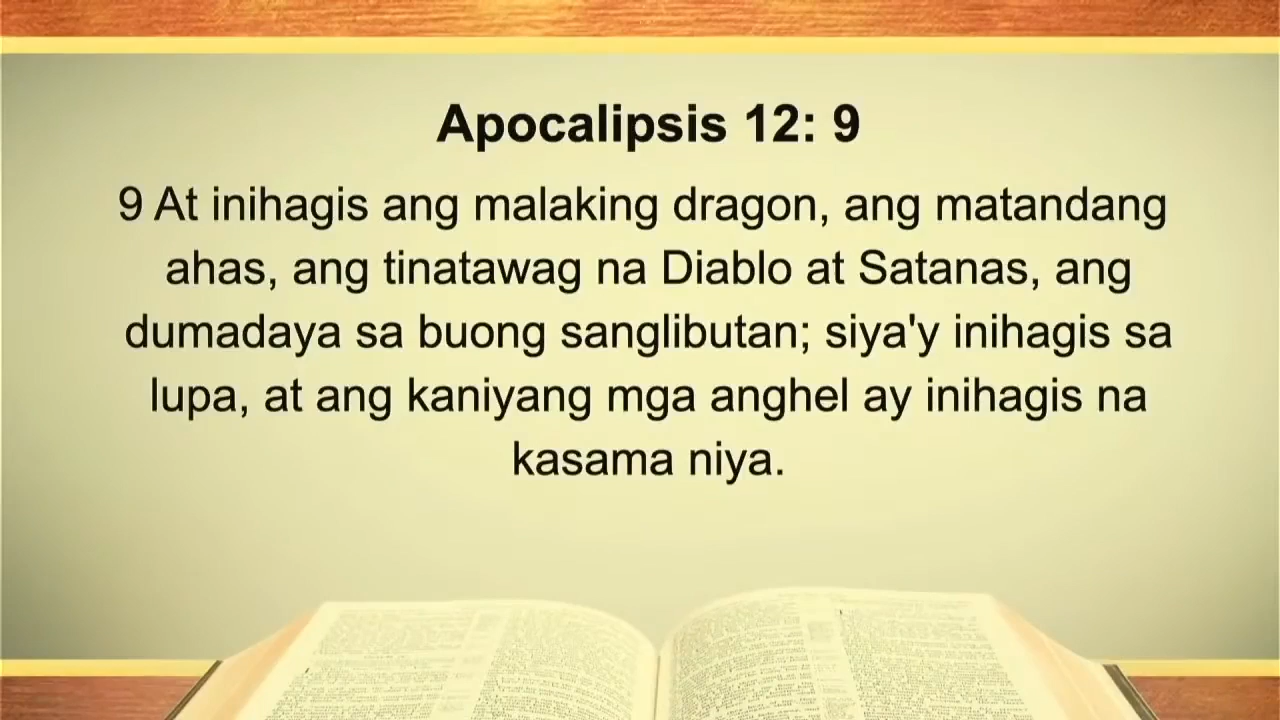 Apocalipsis 12: 9
9 At inihagis ang malaking dragon, ang matandang
ahas, ang tinatawag na Diablo at Satanas, ang
dumadaya sa buong sanglibutan; siya'y inihagis sa
lupa, at ang kaniyang mga anghel ay inihagis na
kasama niya.